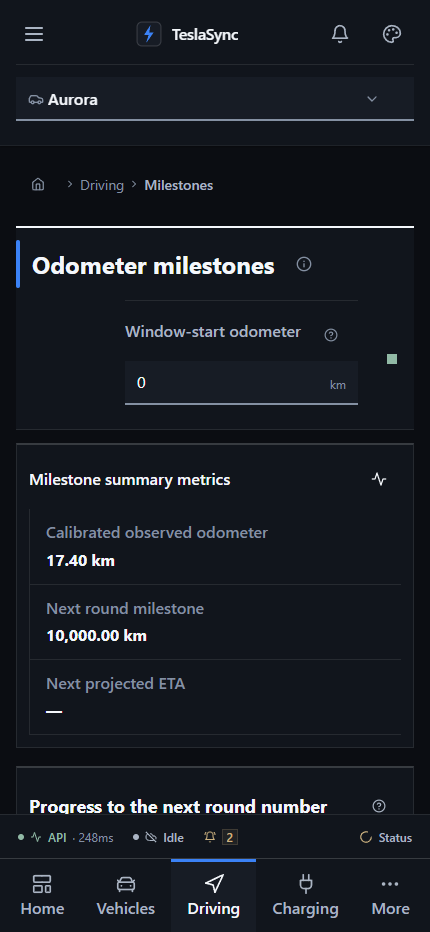 TeslaSync
Aurora
Driving
Milestones
Odometer milestones
Window-start odometer
0 km
Milestone summary metrics
Calibrated observed odometer
17.40 km
Next round milestone
10,000.00 km
Next projected ETA
—
Progress to the next round number
API · 248ms
Idle
2
Status
Home
Vehicles
Driving
Charging
More